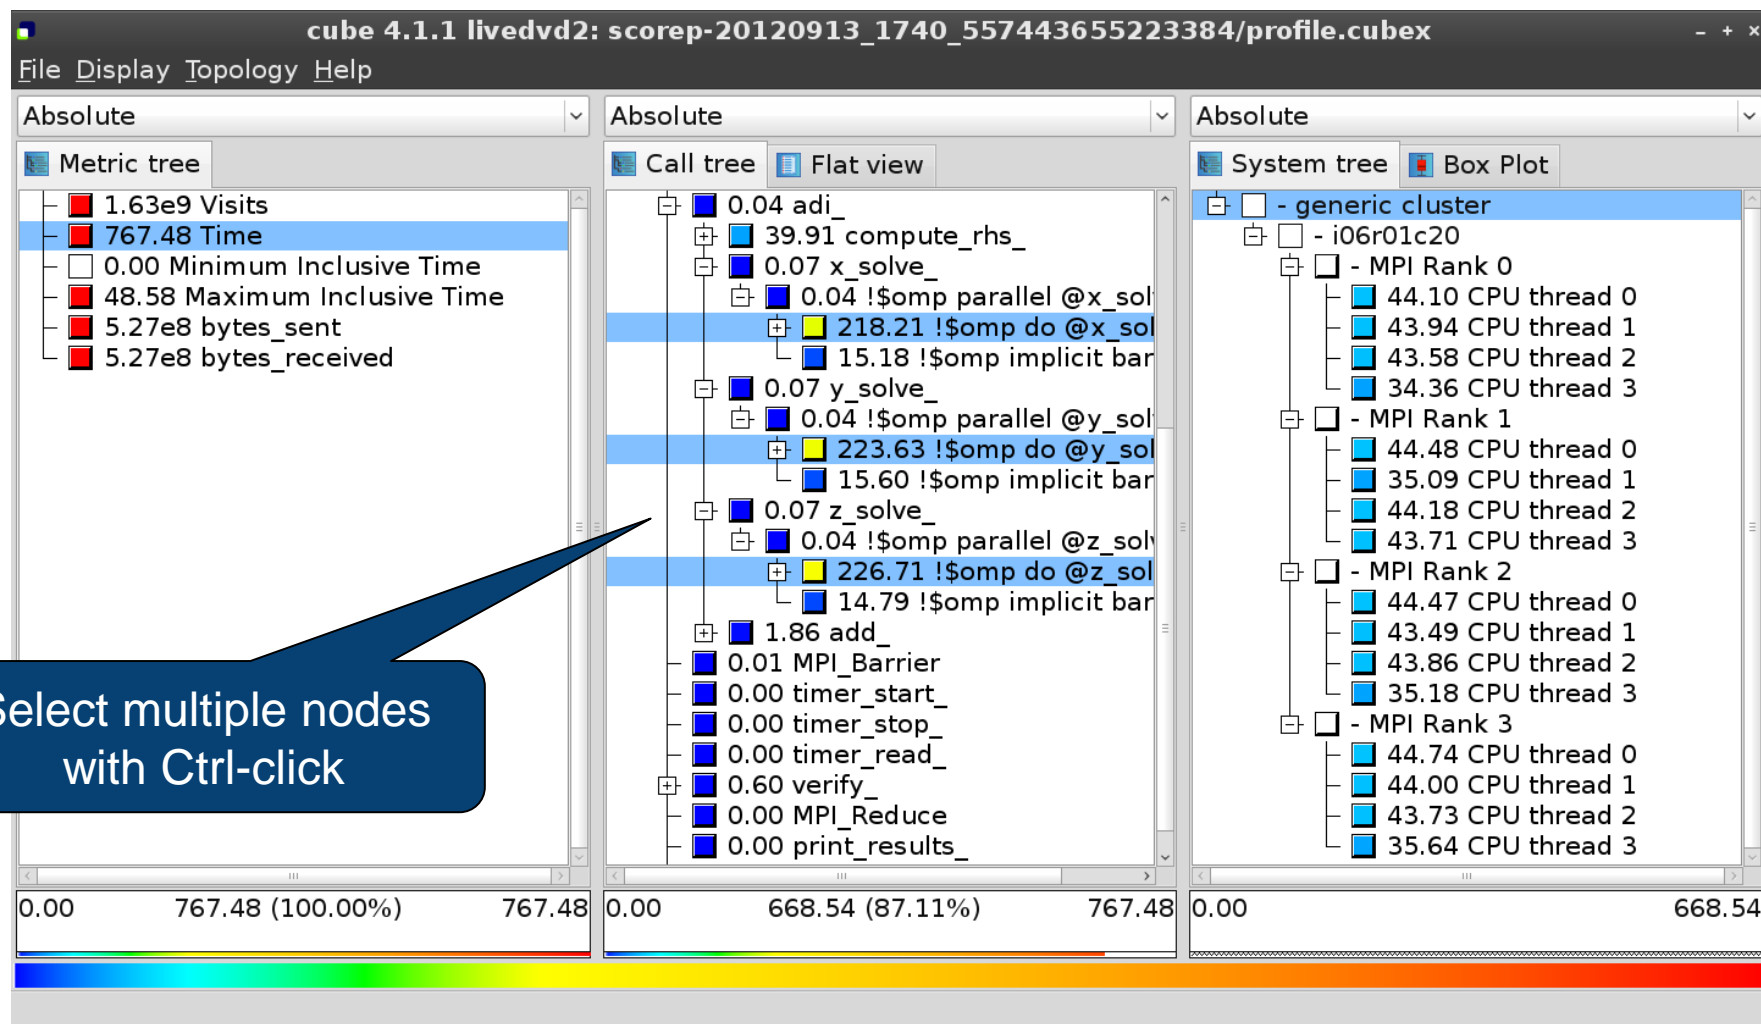 cube 4.1.1 livedvd2: scorep-20120913_1740_557443655223384/profile.cubex
File Display Topology Help
Absolute
Metric tree
1.63e9 Visits
767.48 Time
0.00 Minimum Inclusive Time
48.58 Maximum Inclusive Time
5.27e8 bytes_sent
5.27e8 bytes_received
Select multiple nodes
with Ctrl-click
0.00 767.48 (100.00%) 767.48
Absolute
Call tree Flat view
0.04 adi_
39.91 compute_rhs_
0.07 x_solve_
0.04 !$omp parallel @x_sol
218.21 !$omp do @x_sol
15.18 !$omp implicit bar
0.07 y_solve_
0.04 !$omp parallel @y_sol
223.63 !$omp do @y_sol
15.60 !$omp implicit bar
0.07 z_solve_
0.04 !$omp parallel @z_solv
226.71 !$omp do @z_sol
14.79 !$omp implicit bar
1.86 add_
0.01 MPI_Barrier
0.00 timer_start_
0.00 timer_stop_
0.00 timer_read_
0.60 verify_
0.00 MPI_Reduce
0.00 print_results_
0.00 668.54 (87.11%) 767.48
Absolute
System tree Box Plot
- generic cluster
- i06r01c20
- MPI Rank 0
44.10 CPU thread 0
43.94 CPU thread 1
43.58 CPU thread 2
34.36 CPU thread 3
- MPI Rank 1
44.48 CPU thread 0
35.09 CPU thread 1
44.18 CPU thread 2
43.71 CPU thread 3
- MPI Rank 2
44.47 CPU thread 0
43.49 CPU thread 1
43.86 CPU thread 2
35.18 CPU thread 3
- MPI Rank 3
44.74 CPU thread 0
44.00 CPU thread 1
43.73 CPU thread 2
35.64 CPU thread 3
0.00 668.54